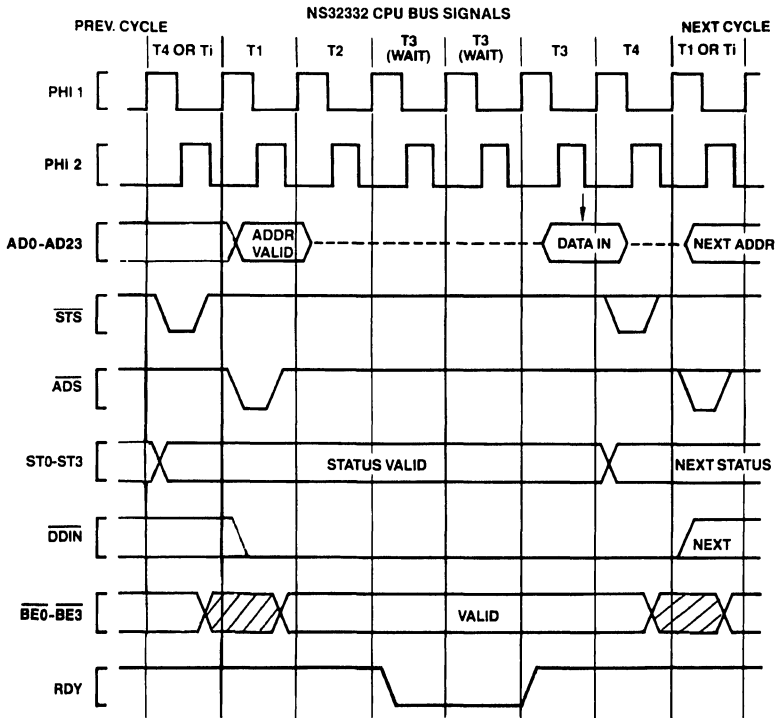 NS32332 CPU BUS SIGNALS
PREV. CYCLE
NEXT CYCLE
T4 OR Ti
T1
T2
T3
(WAIT)
T3
(WAIT)
T3
T4
T1 OR Ti
PHI 1
PHI 2
AD0-AD23
ADDR
VALID
DATA IN
NEXT ADDR
STS
ADS
ST0-ST3
STATUS VALID
NEXT STATUS
DDIN
NEXT
BE0-BE3
VALID
RDY